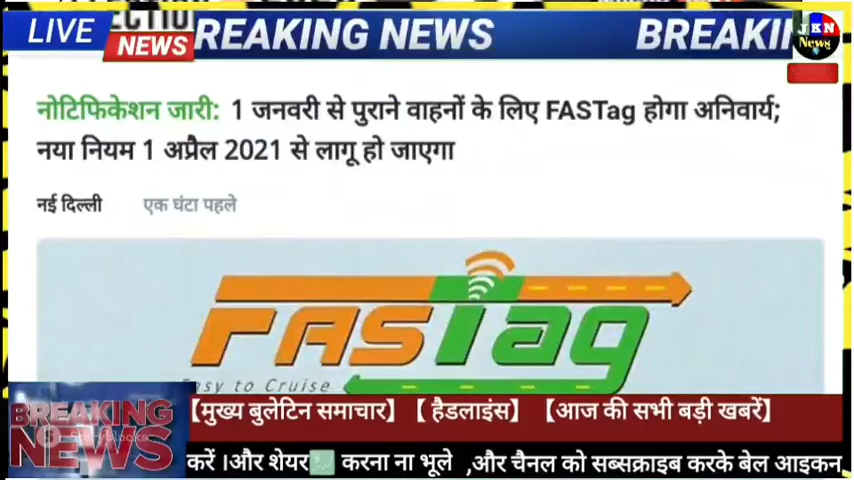 LIVE
NEWS
REAKING NEWS
BREAKI
JKN
News
नोटिफिकेशन जारी: 1 जनवरी से पुराने वाहनों के लिए FASTag होगा अनिवार्य;
नया नियम 1 अप्रैल 2021 से लागू हो जाएगा
नई दिल्ली एक घंटा पहले
FASTag
sy to Cruise
BREAKING
NEWS
【मुख्य बुलेटिन समाचार】 【 हैडलाइंस】 【आज की सभी बड़ी खबरें】
करें ।और शेयर करना ना भूले ,और चैनल को सब्सक्राइब करके बेल आइकन